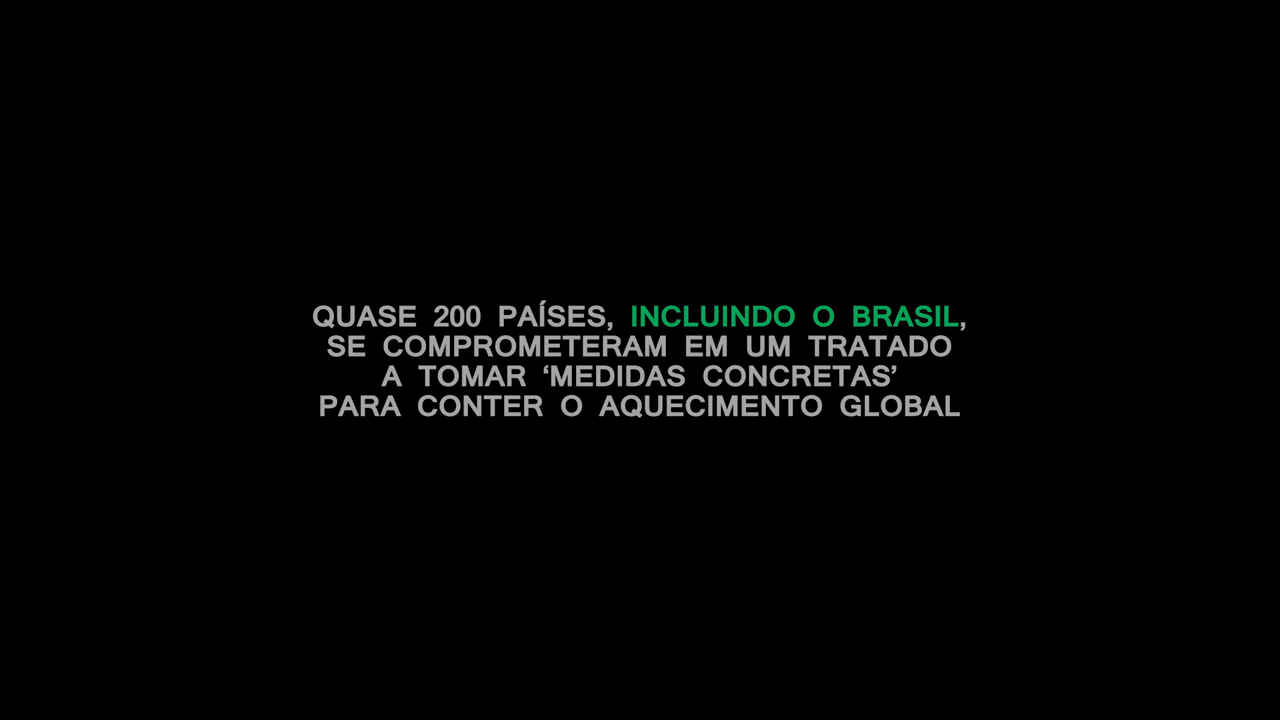 QUASE 200 PAÍSES, INCLUINDO O BRASIL,
SE COMPROMETERAM EM UM TRATADO
A TOMAR ‘MEDIDAS CONCRETAS’
PARA CONTER O AQUECIMENTO GLOBAL